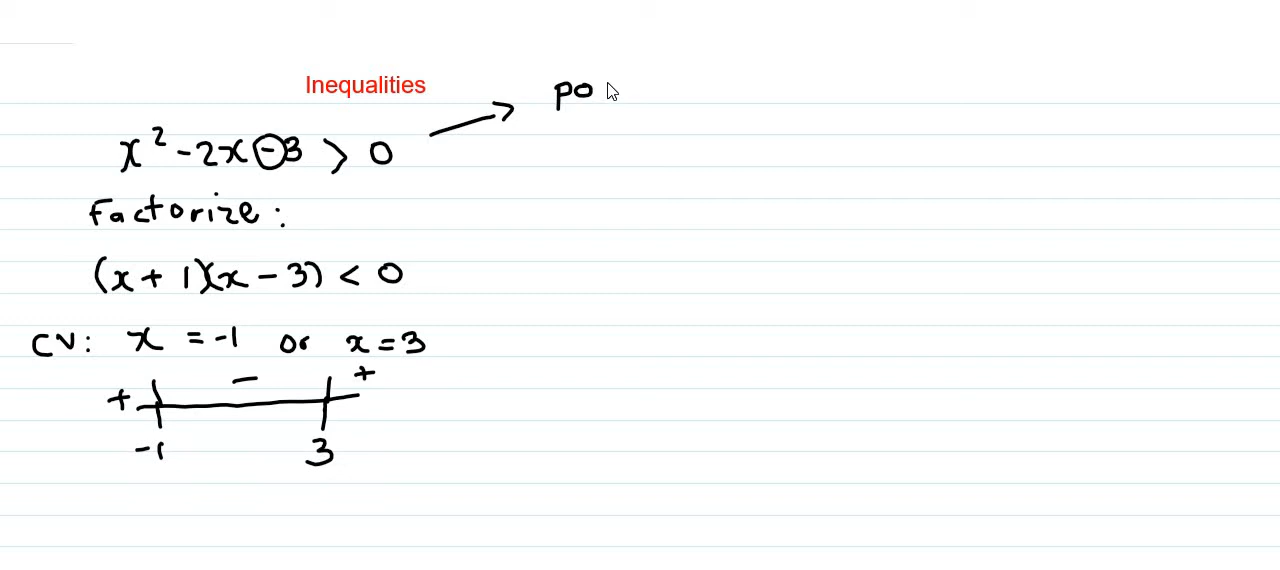 Inequalities
po
x² - 2x - 3 > 0
Factorize:
(x + 1)(x - 3) < 0
CV: x = -1 or x = 3
+ - +
-1 3